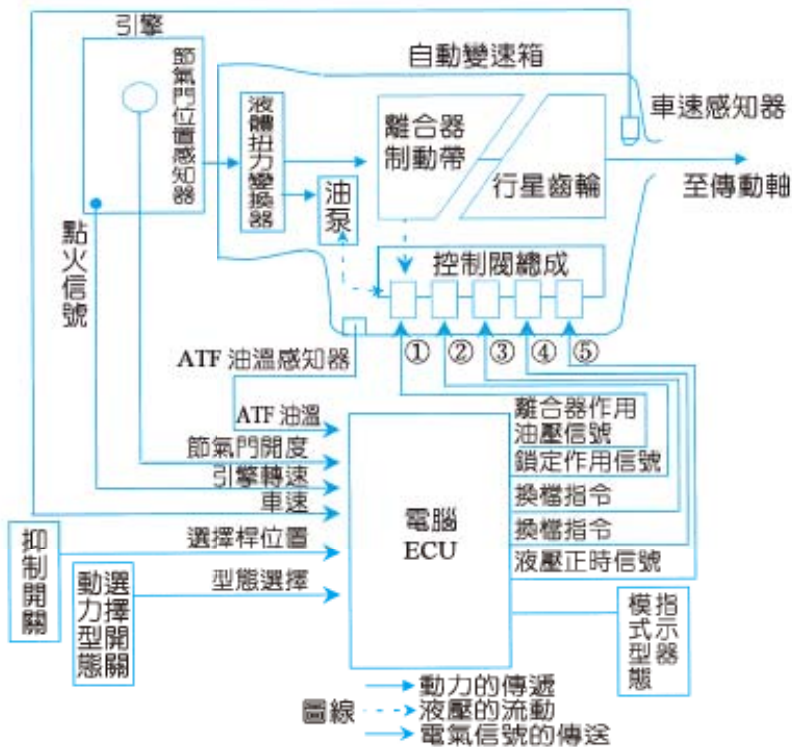 引擎
節氣門位置感知器
自動變速箱
車速感知器
液體扭力變換器
離合器
制動帶
行星齒輪
至傳動軸
油泵
點火信號
控制閥總成
① ② ③ ④ ⑤
ATF 油溫感知器
ATF 油溫
節氣門開度
引擎轉速
車速
選擇桿位置
型態選擇
抑制開關
動力型態
選擇開關
電腦
ECU
離合器作用
油壓信號
鎖定作用信號
換檔指令
換檔指令
液壓正時信號
模式型態
指示器
圖線
動力的傳遞
液壓的流動
電氣信號的傳送